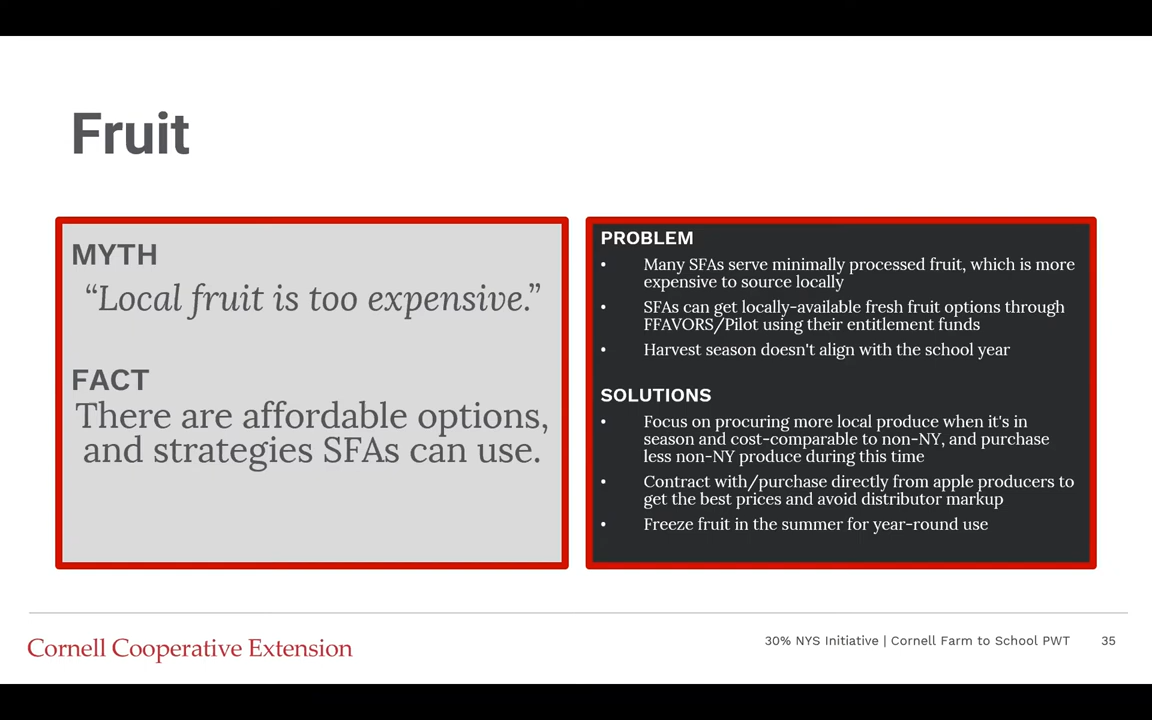 Fruit
MYTH
“Local fruit is too expensive.”
FACT
There are affordable options,
and strategies SFAs can use.
PROBLEM
• Many SFAs serve minimally processed fruit, which is more
expensive to source locally
• SFAs can get locally-available fresh fruit options through
FFAVORS/Pilot using their entitlement funds
• Harvest season doesn't align with the school year
SOLUTIONS
• Focus on procuring more local produce when it's in
season and cost-comparable to non-NY, and purchase
less non-NY produce during this time
• Contract with/purchase directly from apple producers to
get the best prices and avoid distributor markup
• Freeze fruit in the summer for year-round use
Cornell Cooperative Extension
30% NYS Initiative | Cornell Farm to School PWT 35